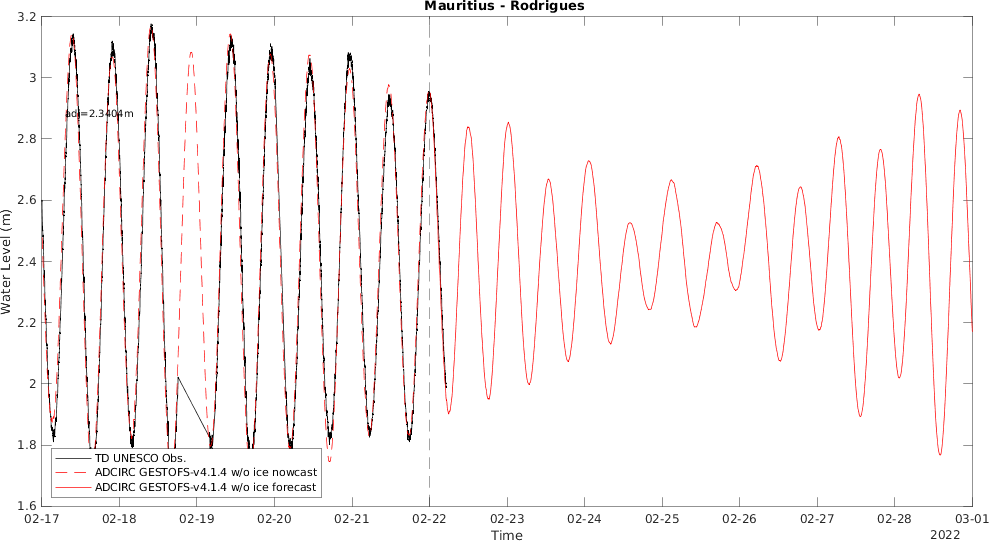 Mauritius - Rodrigues
3.2
3
2.8
2.6
2.4
2.2
2
1.8
1.6
Water Level (m)
adj=2.3404m
TD UNESCO Obs.
ADCIRC GESTOFS-v4.1.4 w/o ice nowcast
ADCIRC GESTOFS-v4.1.4 w/o ice forecast
02-17 02-18 02-19 02-20 02-21 02-22 02-23 02-24 02-25 02-26 02-27 02-28 03-01
Time
2022